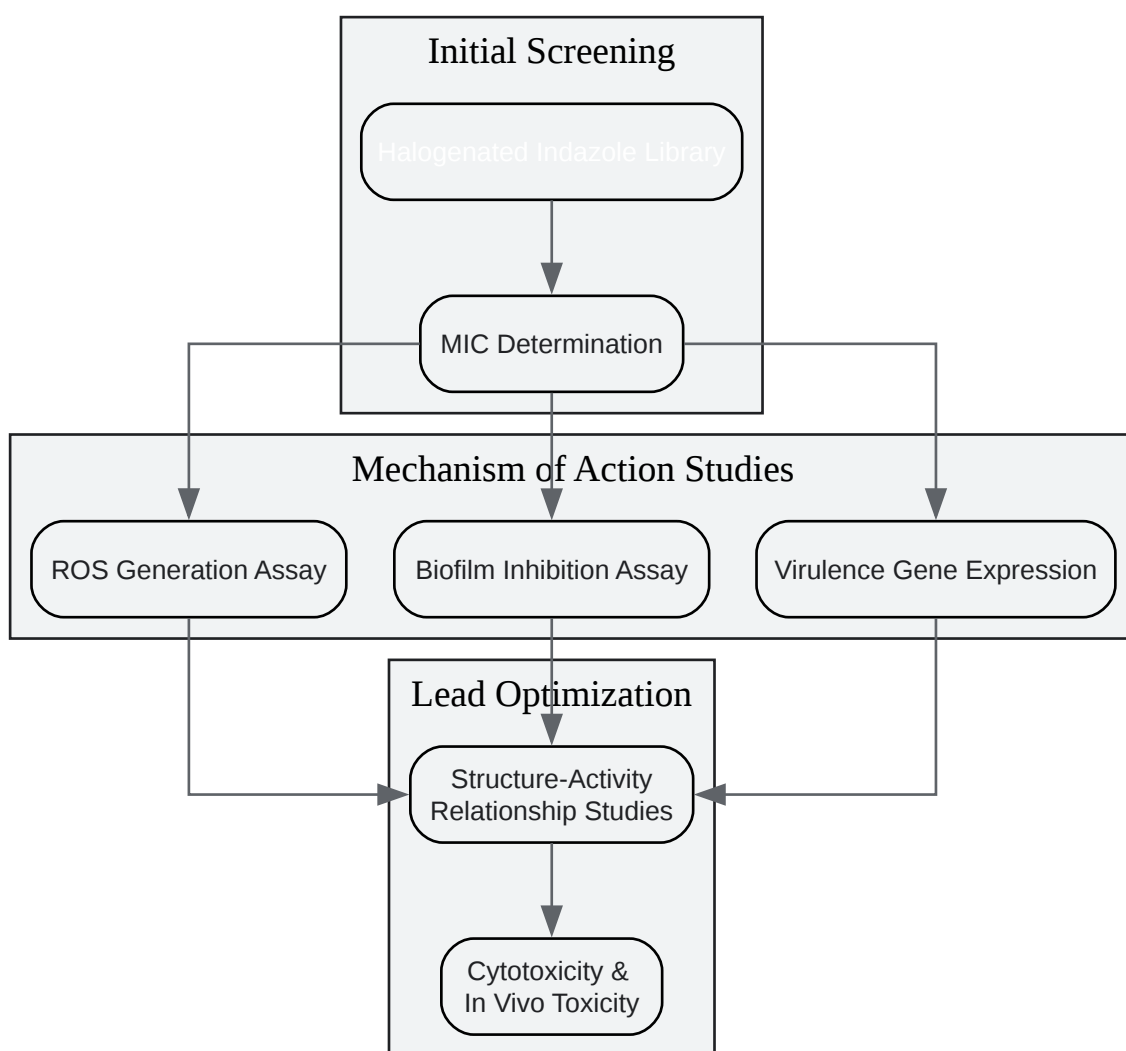 Initial Screening
Halogenated Indazole Library
MIC Determination
Mechanism of Action Studies
ROS Generation Assay
Biofilm Inhibition Assay
Virulence Gene Expression
Lead Optimization
Structure-Activity
Relationship Studies
Cytotoxicity &
In Vivo Toxicity